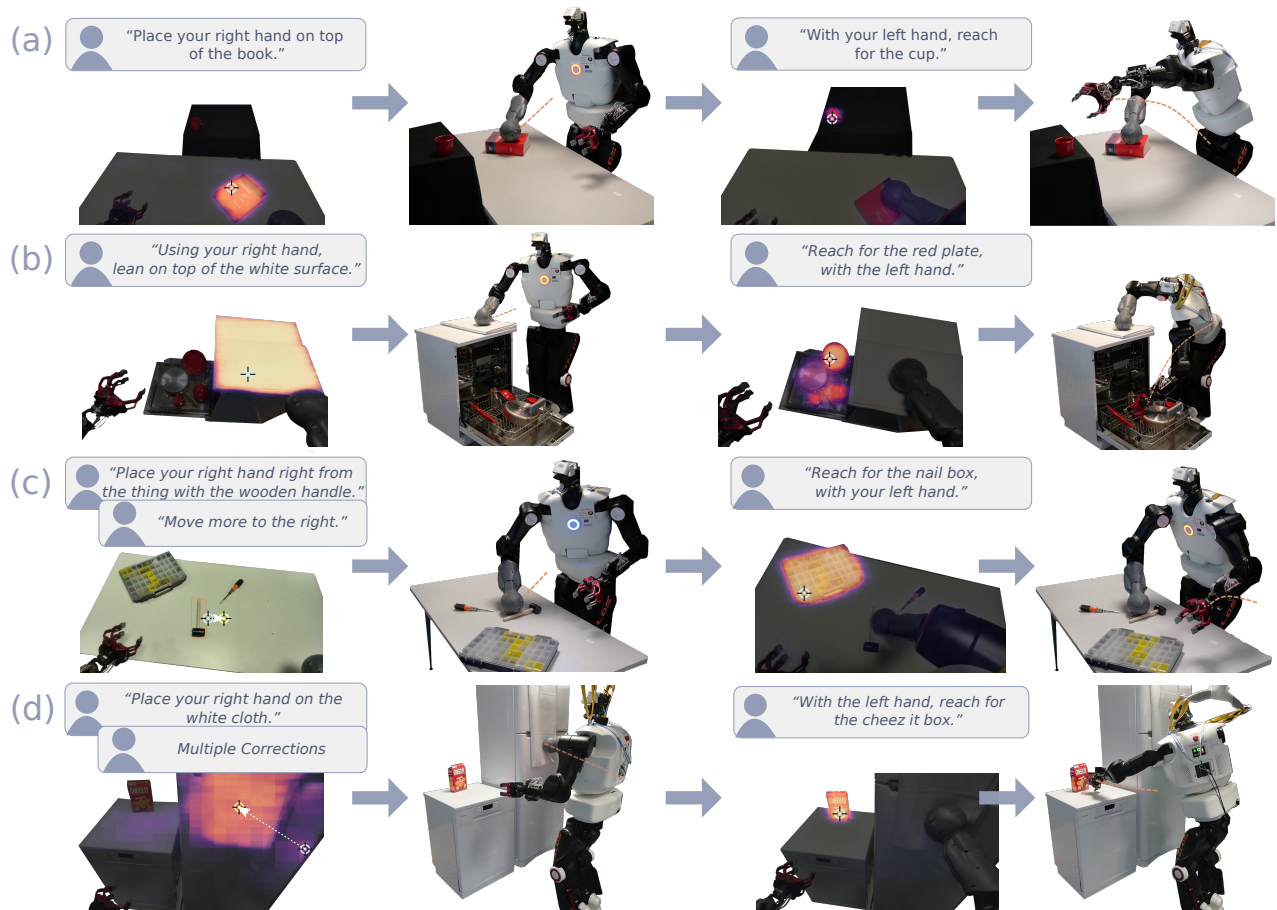 (a)
“Place your right hand on top
of the book.”
“With your left hand, reach
for the cup.”
(b)
“Using your right hand,
lean on top of the white surface.”
“Reach for the red plate,
with the left hand.”
(c)
“Place your right hand right from
the thing with the wooden handle.”
“Move more to the right.”
“Reach for the nail box,
with your left hand.”
(d)
“Place your right hand on the
white cloth.”
Multiple Corrections
“With the left hand, reach for
the cheez it box.”